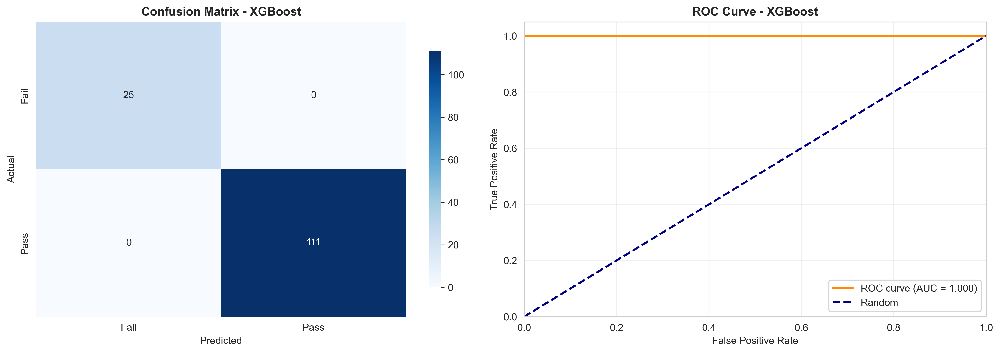 Confusion Matrix - XGBoost
Actual
Fail
Pass
25
0
0
111
Fail
Pass
Predicted
100
80
60
40
20
0
ROC Curve - XGBoost
True Positive Rate
1.0
0.8
0.6
0.4
0.2
0.0
0.0
0.2
0.4
0.6
0.8
1.0
False Positive Rate
ROC curve (AUC = 1.000)
Random